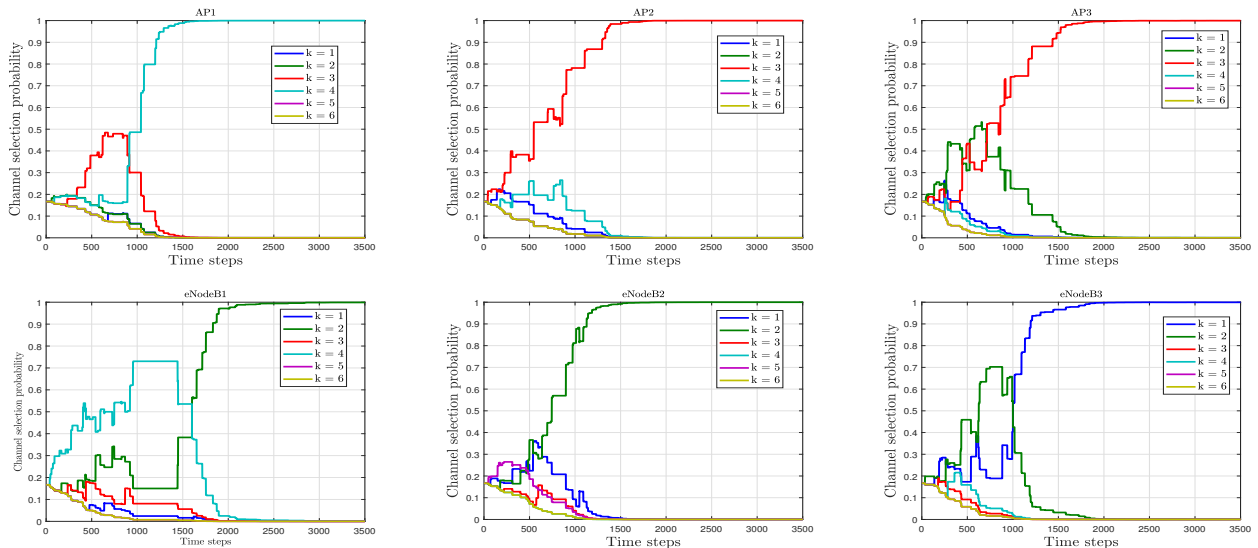 AP1
Channel selection probability
1
0.9
0.8
0.7
0.6
0.5
0.4
0.3
0.2
0.1
0
k = 1
k = 2
k = 3
k = 4
k = 5
k = 6
0 500 1000 1500 2000 2500 3000 3500
Time steps
AP2
Channel selection probability
1
0.9
0.8
0.7
0.6
0.5
0.4
0.3
0.2
0.1
0
k = 1
k = 2
k = 3
k = 4
k = 5
k = 6
0 500 1000 1500 2000 2500 3000 3500
Time steps
AP3
Channel selection probability
1
0.9
0.8
0.7
0.6
0.5
0.4
0.3
0.2
0.1
0
k = 1
k = 2
k = 3
k = 4
k = 5
k = 6
0 500 1000 1500 2000 2500 3000 3500
Time steps
eNodeB1
Channel selection probability
1
0.9
0.8
0.7
0.6
0.5
0.4
0.3
0.2
0.1
0
k = 1
k = 2
k = 3
k = 4
k = 5
k = 6
0 500 1000 1500 2000 2500 3000 3500
Time steps
eNodeB2
Channel selection probability
1
0.9
0.8
0.7
0.6
0.5
0.4
0.3
0.2
0.1
0
k = 1
k = 2
k = 3
k = 4
k = 5
k = 6
0 500 1000 1500 2000 2500 3000 3500
Time steps
eNodeB3
Channel selection probability
1
0.9
0.8
0.7
0.6
0.5
0.4
0.3
0.2
0.1
0
k = 1
k = 2
k = 3
k = 4
k = 5
k = 6
0 500 1000 1500 2000 2500 3000 3500
Time steps